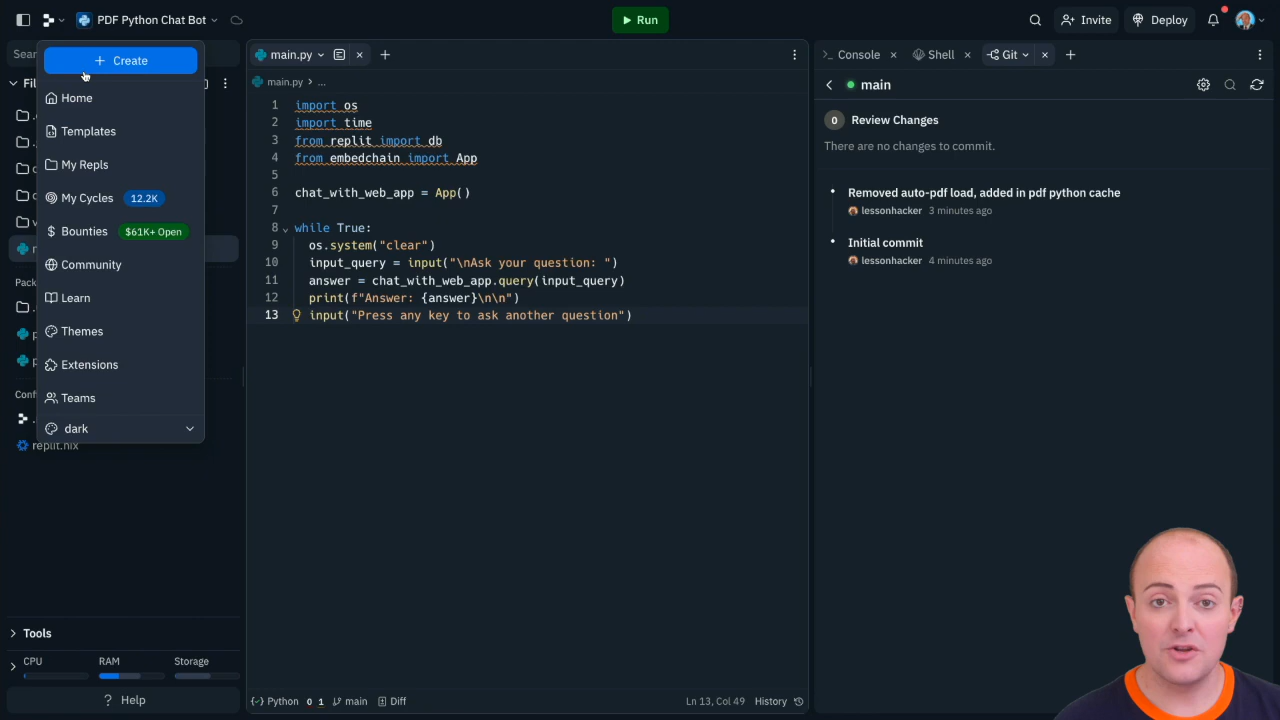 PDF Python Chat Bot
Run
Invite
Deploy
Sear
Create
Fil
Home
Templates
My Repls
My Cycles 12.2K
Bounties $61K+ Open
Community
Learn
Themes
Extensions
Teams
dark
Pac
Conf
replit.nix
Tools
CPU RAM Storage
Help
main.py
main.py > ...
1 import os
2 import time
3 from replit import db
4 from embedchain import App
5
6 chat_with_web_app = App()
7
8 while True:
9 os.system("clear")
10 input_query = input("\nAsk your question: ")
11 answer = chat_with_web_app.query(input_query)
12 print(f"Answer: {answer}\n\n")
13 input("Press any key to ask another question")
Python 0 1 main Diff
Ln 13, Col 49 History
Console
Shell
Git
main
0 Review Changes
There are no changes to commit.
Removed auto-pdf load, added in pdf python cache
lessonhacker 3 minutes ago
Initial commit
lessonhacker 4 minutes ago